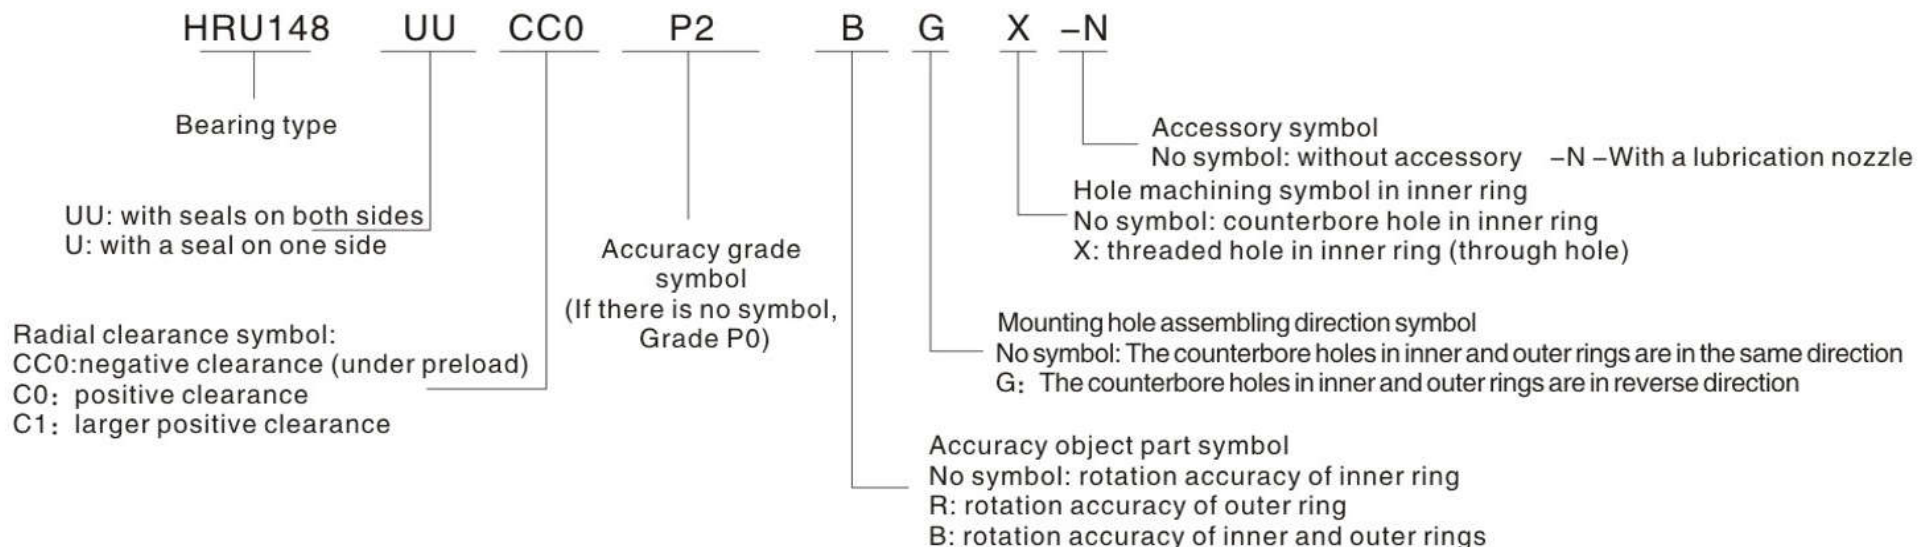 HRU148 UU CC0 P2 B G X –N
Bearing type
UU: with seals on both sides
U: with a seal on one side
Radial clearance symbol:
CC0:negative clearance (under preload)
C0: positive clearance
C1: larger positive clearance
Accuracy grade
symbol
(If there is no symbol,
Grade P0)
Accessory symbol
No symbol: without accessory –N –With a lubrication nozzle
Hole machining symbol in inner ring
No symbol: counterbore hole in inner ring
X: threaded hole in inner ring (through hole)
Mounting hole assembling direction symbol
No symbol: The counterbore holes in inner and outer rings are in the same direction
G: The counterbore holes in inner and outer rings are in reverse direction
Accuracy object part symbol
No symbol: rotation accuracy of inner ring
R: rotation accuracy of outer ring
B: rotation accuracy of inner and outer rings